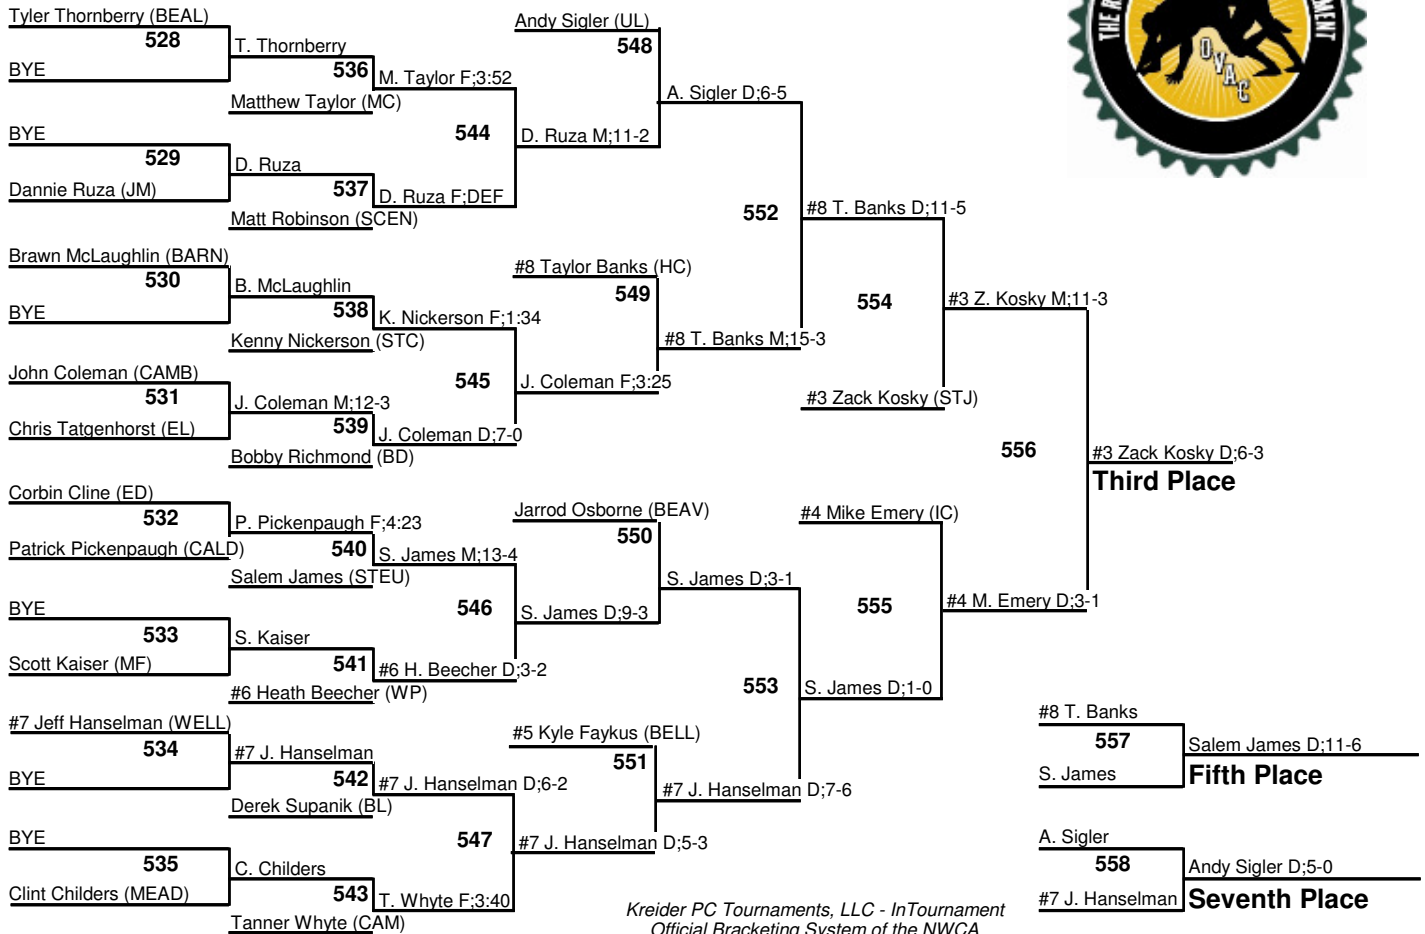 Tyler Thornberry (BEAL)
528
BYE
T. Thornberry
536
Matthew Taylor (MC)
M. Taylor F;3:52
BYE
529
Dannie Ruza (JM)
D. Ruza
537
Matt Robinson (SCEN)
D. Ruza F;DEF
544
D. Ruza M;11-2
Andy Sigler (UL)
548
A. Sigler D;6-5
Brawn McLaughlin (BARN)
530
BYE
B. McLaughlin
538
Kenny Nickerson (STC)
K. Nickerson F;1:34
John Coleman (CAMB)
531
Chris Tatgenhorst (EL)
J. Coleman M;12-3
539
Bobby Richmond (BD)
J. Coleman D;7-0
545
J. Coleman F;3:25
#8 Taylor Banks (HC)
549
#8 T. Banks M;15-3
552
#8 T. Banks D;11-5
554
#3 Zack Kosky (STJ)
#3 Z. Kosky M;11-3
Corbin Cline (ED)
532
Patrick Pickenpaugh (CALD)
P. Pickenpaugh F;4:23
540
Salem James (STEU)
S. James M;13-4
BYE
533
Scott Kaiser (MF)
S. Kaiser
541
#6 Heath Beecher (WP)
#6 H. Beecher D;3-2
546
S. James D;9-3
Jarrod Osborne (BEAV)
550
S. James D;3-1
#7 Jeff Hanselman (WELL)
534
BYE
#7 J. Hanselman
542
Derek Supanik (BL)
#7 J. Hanselman D;6-2
BYE
535
Clint Childers (MEAD)
C. Childers
543
Tanner Whyte (CAM)
T. Whyte F;3:40
547
#7 J. Hanselman D;5-3
#5 Kyle Faykus (BELL)
551
#7 J. Hanselman D;7-6
553
S. James D;1-0
#4 Mike Emery (IC)
555
#4 M. Emery D;3-1
556
#3 Zack Kosky D;6-3
Third Place
#8 T. Banks
557
S. James
Salem James D;11-6
Fifth Place
A. Sigler
558
#7 J. Hanselman
Andy Sigler D;5-0
Seventh Place
Kreider PC Tournaments, LLC - InTournament
Official Bracketing System of the NWCA
THE
OVAC